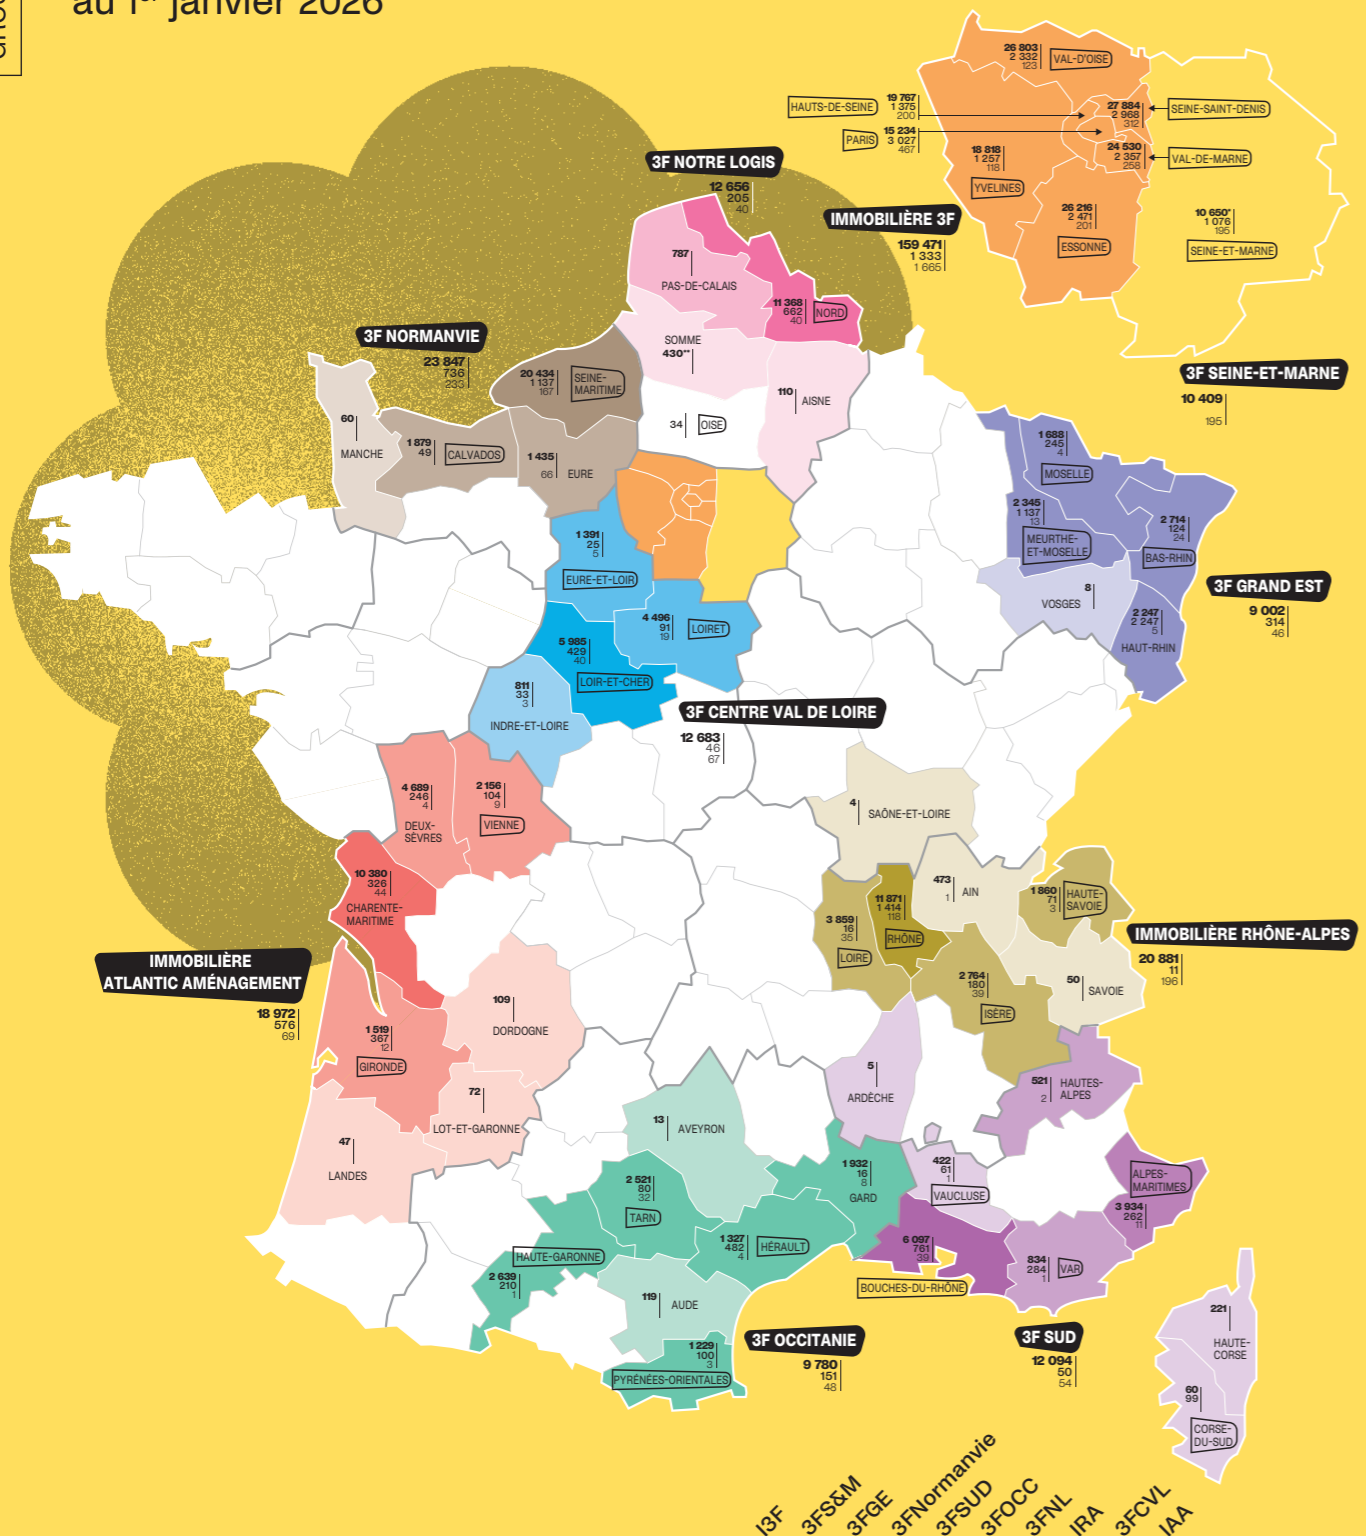 au 1er janvier 2026
26 803
2 332
123
VAL-D'OISE
HAUTS-DE-SEINE
19 767
1 375
200
27 884
2 968
312
SEINE-SAINT-DENIS
PARIS
15 234
3 027
467
24 530
2 357
258
VAL-DE-MARNE
18 818
1 257
118
YVELINES
26 216
2 471
201
ESSONNE
10 650*
1 076
195
SEINE-ET-MARNE
3F NOTRE LOGIS
12 656
205
40
IMMOBILIÈRE 3F
159 471
1 333
1 665
787
PAS-DE-CALAIS
11 368
662
40
NORD
SOMME
430**
3F NORMANVIE
23 847
736
233
20 434
1 137
167
SEINE-
MARITIME
110
AISNE
34
OISE
3F SEINE-ET-MARNE
10 409
195
60
MANCHE
1 879
49
CALVADOS
1 435
66
EURE
1 688
245
4
MOSELLE
2 345
1 137
13
MEURTHE-
ET-MOSELLE
2 714
124
24
BAS-RHIN
1 391
25
5
EURE-ET-LOIR
8
VOSGES
3F GRAND EST
9 002
314
46
2 247
2 247
5
HAUT-RHIN
4 496
91
19
LOIRET
5 985
429
40
LOIR-ET-CHER
811
33
3
INDRE-ET-LOIRE
3F CENTRE VAL DE LOIRE
12 683
46
67
4 689
246
4
DEUX-
SÈVRES
2 156
104
9
VIENNE
4
SAÔNE-ET-LOIRE
10 380
326
44
CHARENTE-
MARITIME
473
1
AIN
1 860
71
3
HAUTE-
SAVOIE
11 871
1 414
118
RHÔNE
3 859
16
35
LOIRE
IMMOBILIÈRE RHÔNE-ALPES
20 881
11
196
IMMOBILIÈRE
ATLANTIC AMÉNAGEMENT
18 972
576
69
2 764
180
39
ISÈRE
50
SAVOIE
109
DORDOGNE
1 519
367
12
GIRONDE
5
ARDÈCHE
521
2
HAUTES-
ALPES
72
LOT-ET-GARONNE
13
AVEYRON
47
LANDES
2 521
80
32
TARN
1 932
16
8
GARD
422
61
1
VAUCLUSE
ALPES-
MARITIMES
3 934
262
11
HAUTE-GARONNE
2 639
210
1
1 327
482
4
HÉRAULT
6 097
761
39
BOUCHES-DU-RHÔNE
834
284
1
VAR
119
AUDE
1 229
100
3
PYRÉNÉES-ORIENTALES
3F OCCITANIE
9 780
151
48
3F SUD
12 094
50
54
221
HAUTE-
CORSE
60
99
CORSE-
DU-SUD
I3F
3FS&M
3FGE
3FNormanvie
3FSUD
3FOCC
3FNL
IRA
3FCVL
IAA